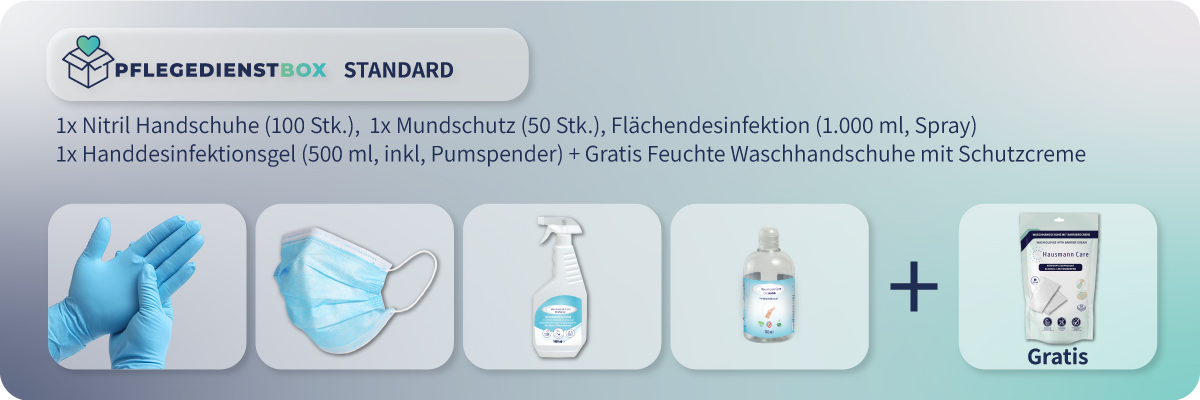 PFLEGEDIENSTBOX STANDARD
1x Nitril Handschuhe (100 Stk.), 1x Mundschutz (50 Stk.), Flächendesinfektion (1.000 ml, Spray)
1x Handdesinfektionsgel (500 ml, inkl, Pumspender) + Gratis Feuchte Waschhandschuhe mit Schutzcreme
+
Hausmann Care
Gratis